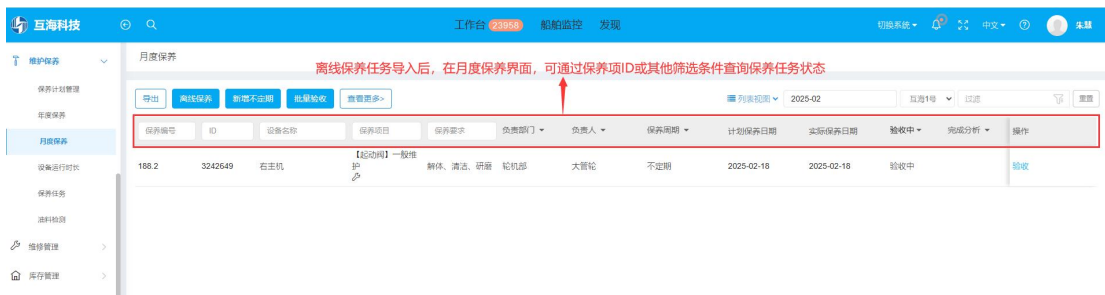 互海科技
工作台 23958 船舶监控 发现
切换系统 中文 朱慧
维护保养
保养计划管理
年度保养
月度保养
设备运行时长
保养任务
油料检测
维修管理
库存管理
月度保养
离线保养任务导入后，在月度保养界面，可通过保养项ID或其他筛选条件查询保养任务状态
导出 离线保养 新增不定期 批量验收 查看更多>
列表视图 2025-02 互海1号 过滤 重置
保养编号 ID 设备名称 保养项目 保养要求 负责部门 负责人 保养周期 计划保养日期 实际保养日期 验收中 完成分析 操作
188.2 3242649 右主机 【起动阀】一般维护 解体、清洁、研磨 轮机部 大管轮 不定期 2025-02-18 2025-02-18 验收中 验收